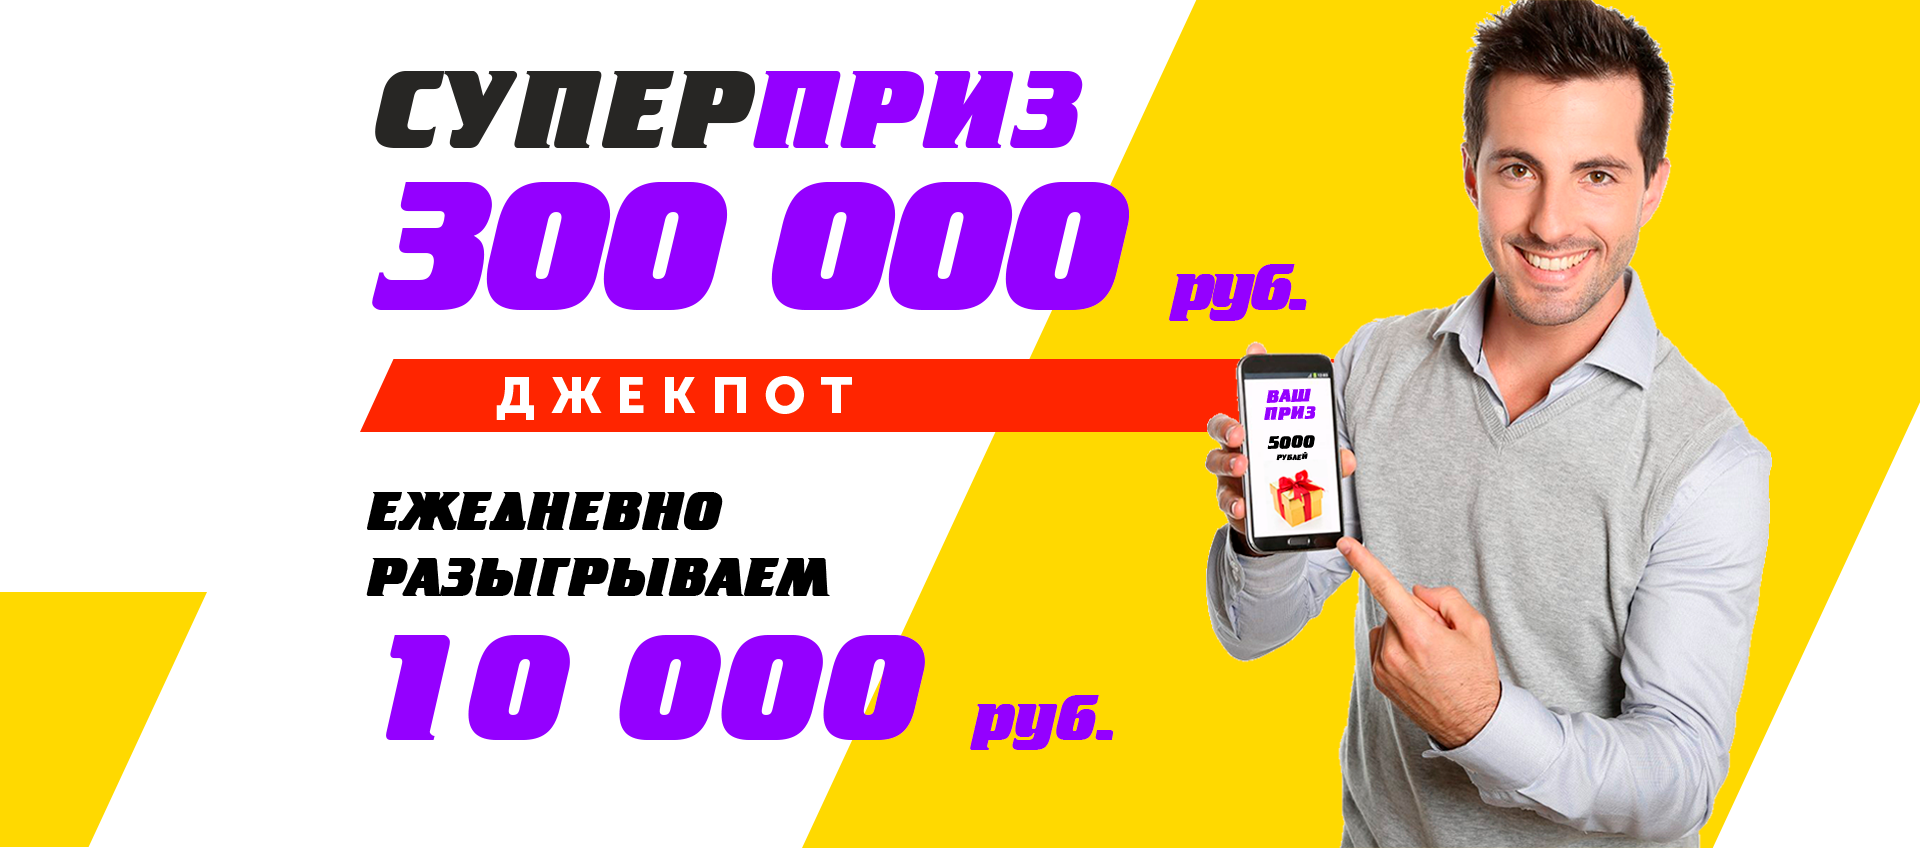 СУПЕРПРИЗ
300 000 руб.
ДЖЕКПОТ
ЕЖЕДНЕВНО
РАЗЫГРЫВАЕМ
10 000 руб.
ВАШ
ПРИЗ
5000
РУБЛЕЙ